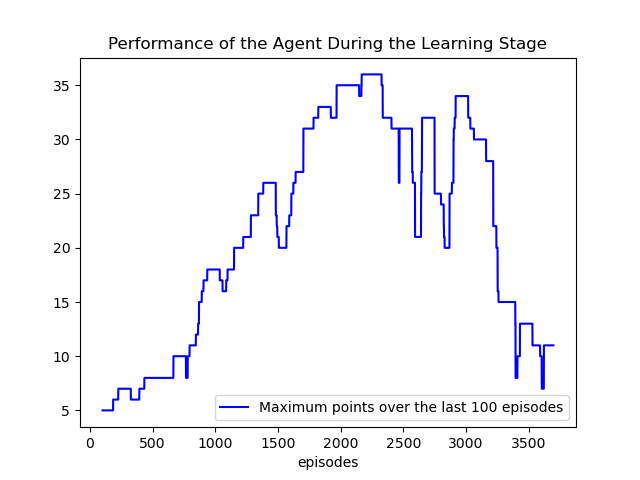 Performance of the Agent During the Learning Stage
35
30
25
20
15
10
5
Maximum points over the last 100 episodes
0 500 1000 1500 2000 2500 3000 3500
episodes